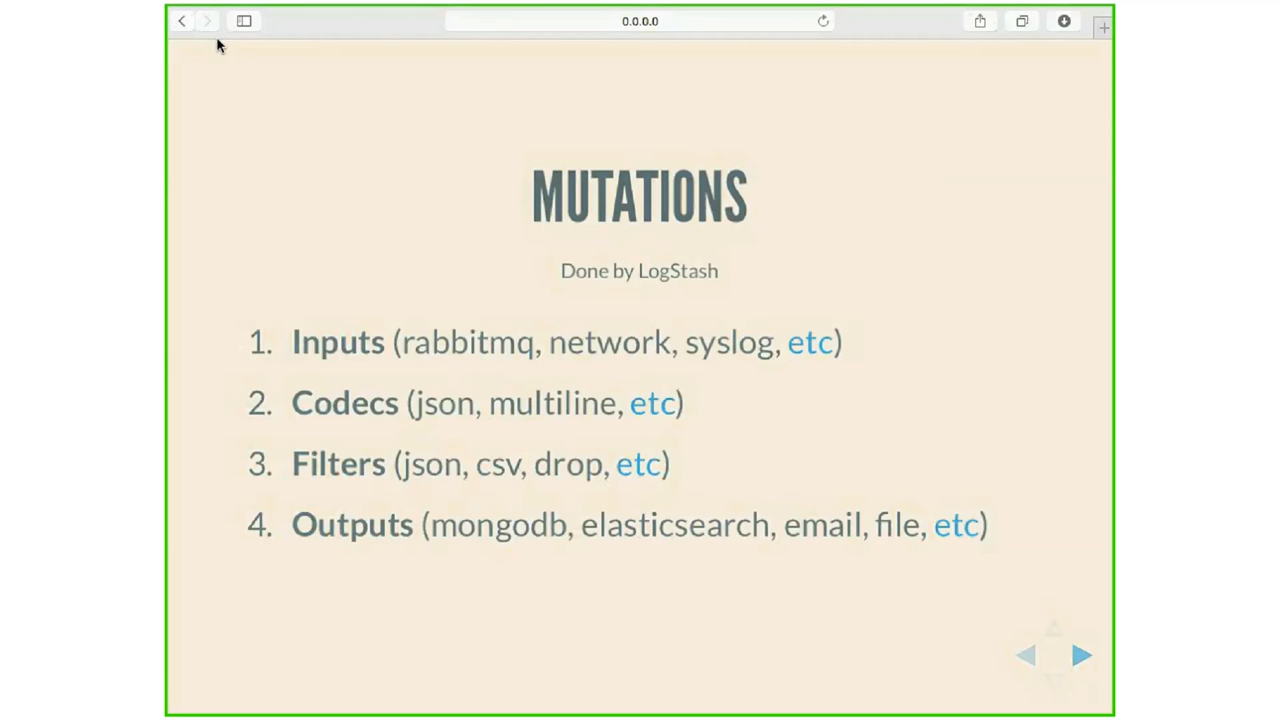 0.0.0.0
MUTATIONS
Done by LogStash
1. Inputs (rabbitmq, network, syslog, etc)
2. Codecs (json, multiline, etc)
3. Filters (json, csv, drop, etc)
4. Outputs (mongodb, elasticsearch, email, file, etc)